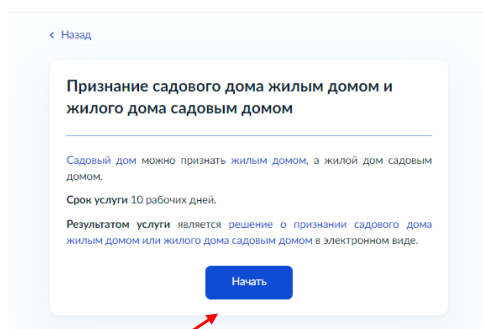 ‹ Назад
Признание садового дома жилым домом и
жилого дома садовым домом
Садовый дом можно признать жилым домом, а жилой дом садовым
домом.
Срок услуги 10 рабочих дней.
Результатом услуги является решение о признании садового дома
жилым домом или жилого дома садовым домом в электронном виде.
Начать